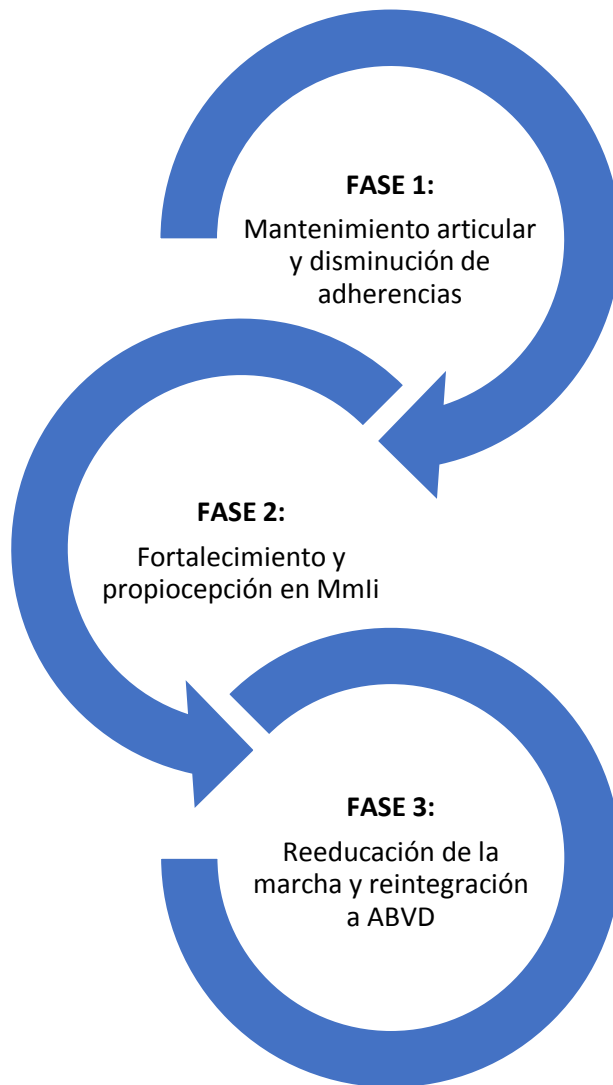 FASE 1:
Mantenimiento articular
y disminución de
adherencias
FASE 2:
Fortalecimiento y
propiocepción en MmIi
FASE 3:
Reeducación de la
marcha y reintegración
a ABVD